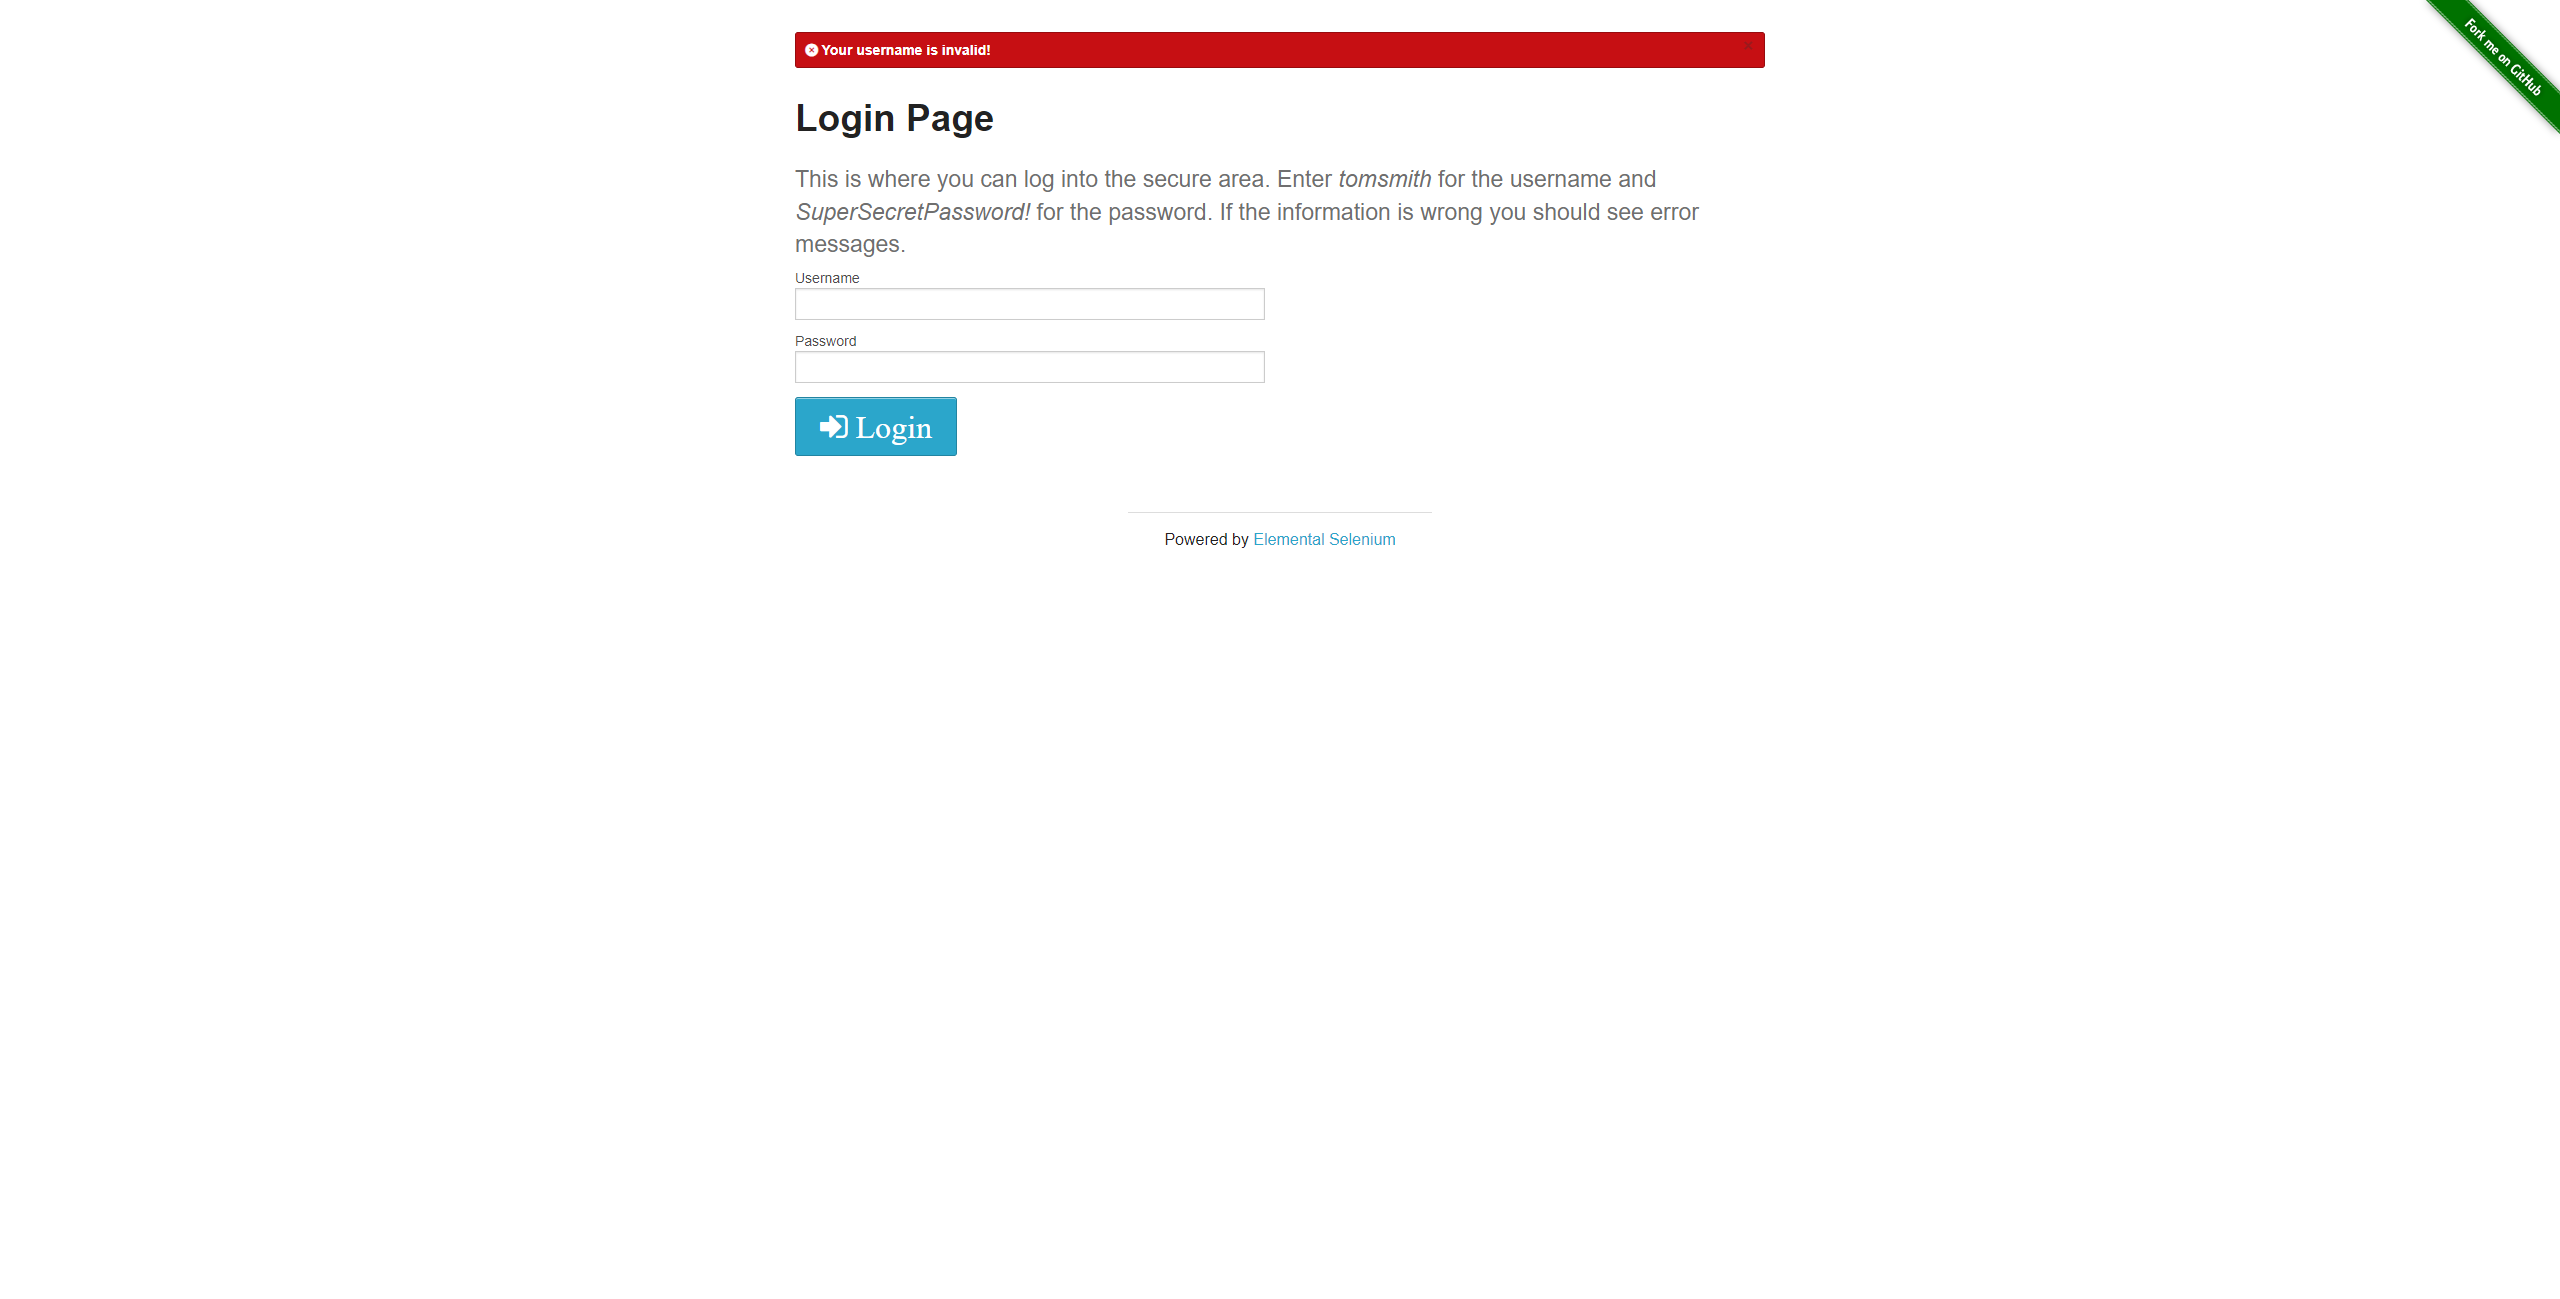 Your username is invalid!
×
Fork me on GitHub
Login Page
This is where you can log into the secure area. Enter tomsmith for the username and
SuperSecretPassword! for the password. If the information is wrong you should see error
messages.
Username
Password
Login
Powered by Elemental Selenium